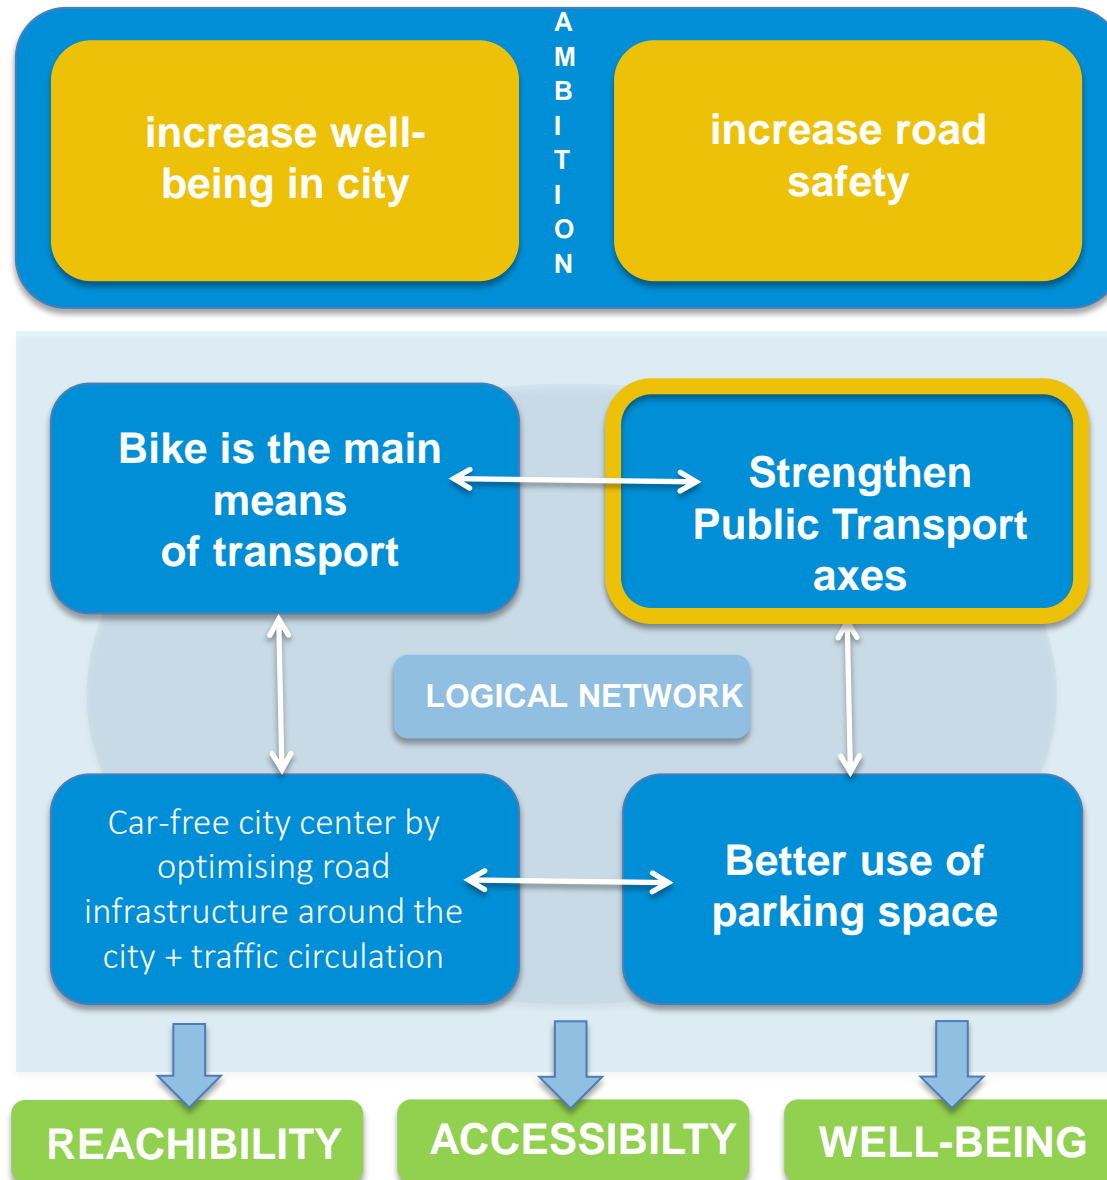 AMBITION
increase well-
being in city
increase road
safety
Bike is the main
means
of transport
Strengthen
Public Transport
axes
LOGICAL NETWORK
Car-free city center by
optimising road
infrastructure around the
city + traffic circulation
Better use of
parking space
REACHIBILITY
ACCESSIBILTY
WELL-BEING